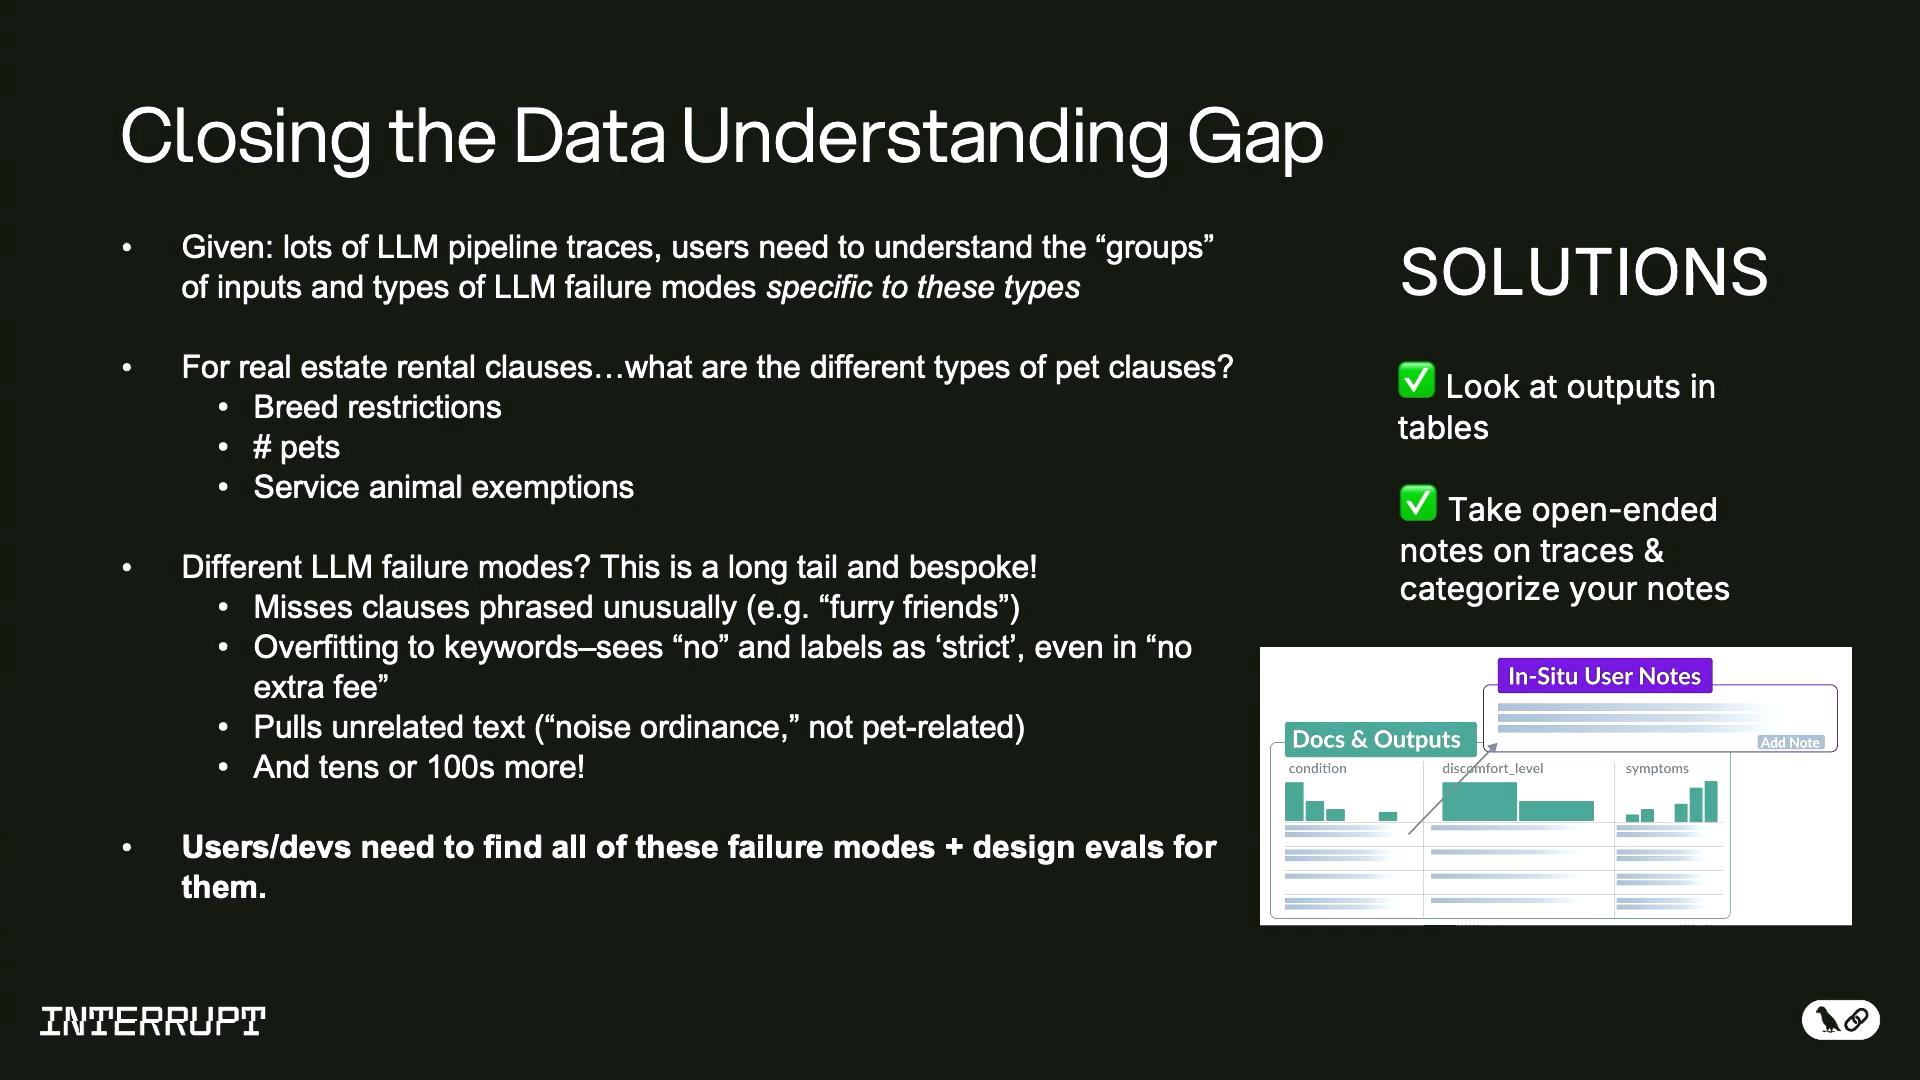 Closing the Data Understanding Gap
• Given: lots of LLM pipeline traces, users need to understand the “groups”
of inputs and types of LLM failure modes specific to these types
• For real estate rental clauses…what are the different types of pet clauses?
• Breed restrictions
• # pets
• Service animal exemptions
• Different LLM failure modes? This is a long tail and bespoke!
• Misses clauses phrased unusually (e.g. “furry friends”)
• Overfitting to keywords–sees “no” and labels as ‘strict’, even in “no
extra fee”
• Pulls unrelated text (“noise ordinance,” not pet-related)
• And tens or 100s more!
• Users/devs need to find all of these failure modes + design evals for
them.
SOLUTIONS
✅ Look at outputs in
tables
✅ Take open-ended
notes on traces &
categorize your notes
In-Situ User Notes
Add Note
Docs & Outputs
condition
discomfort_level
symptoms
INTERRUPT